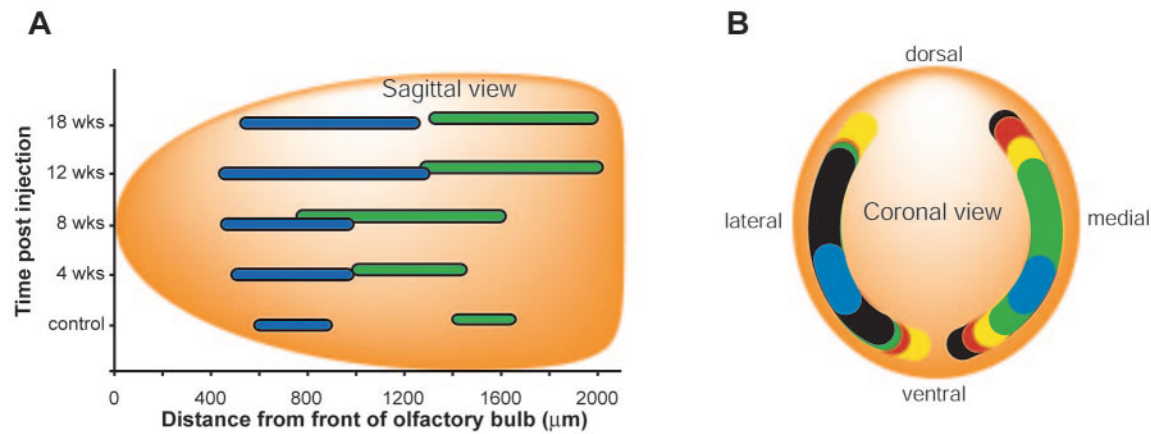 A
B
Sagittal view
dorsal
18 wks
12 wks
8 wks
4 wks
control
Time post injection
lateral
Coronal view
medial
ventral
0
400
800
1200
1600
2000
Distance from front of olfactory bulb (μm)